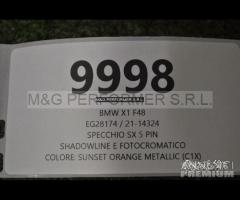 9998
M&G PERFORMER S.R.L.
M&G PERFORMER S.R.L.
BMW X1 F48
EG28174 / 21-14324
SPECCHIO SX 5 PIN
SHADOWLINE E FOTOCROMATICO
COLORE: SUNSET ORANGE METALLIC (C1X)
PREMIUM